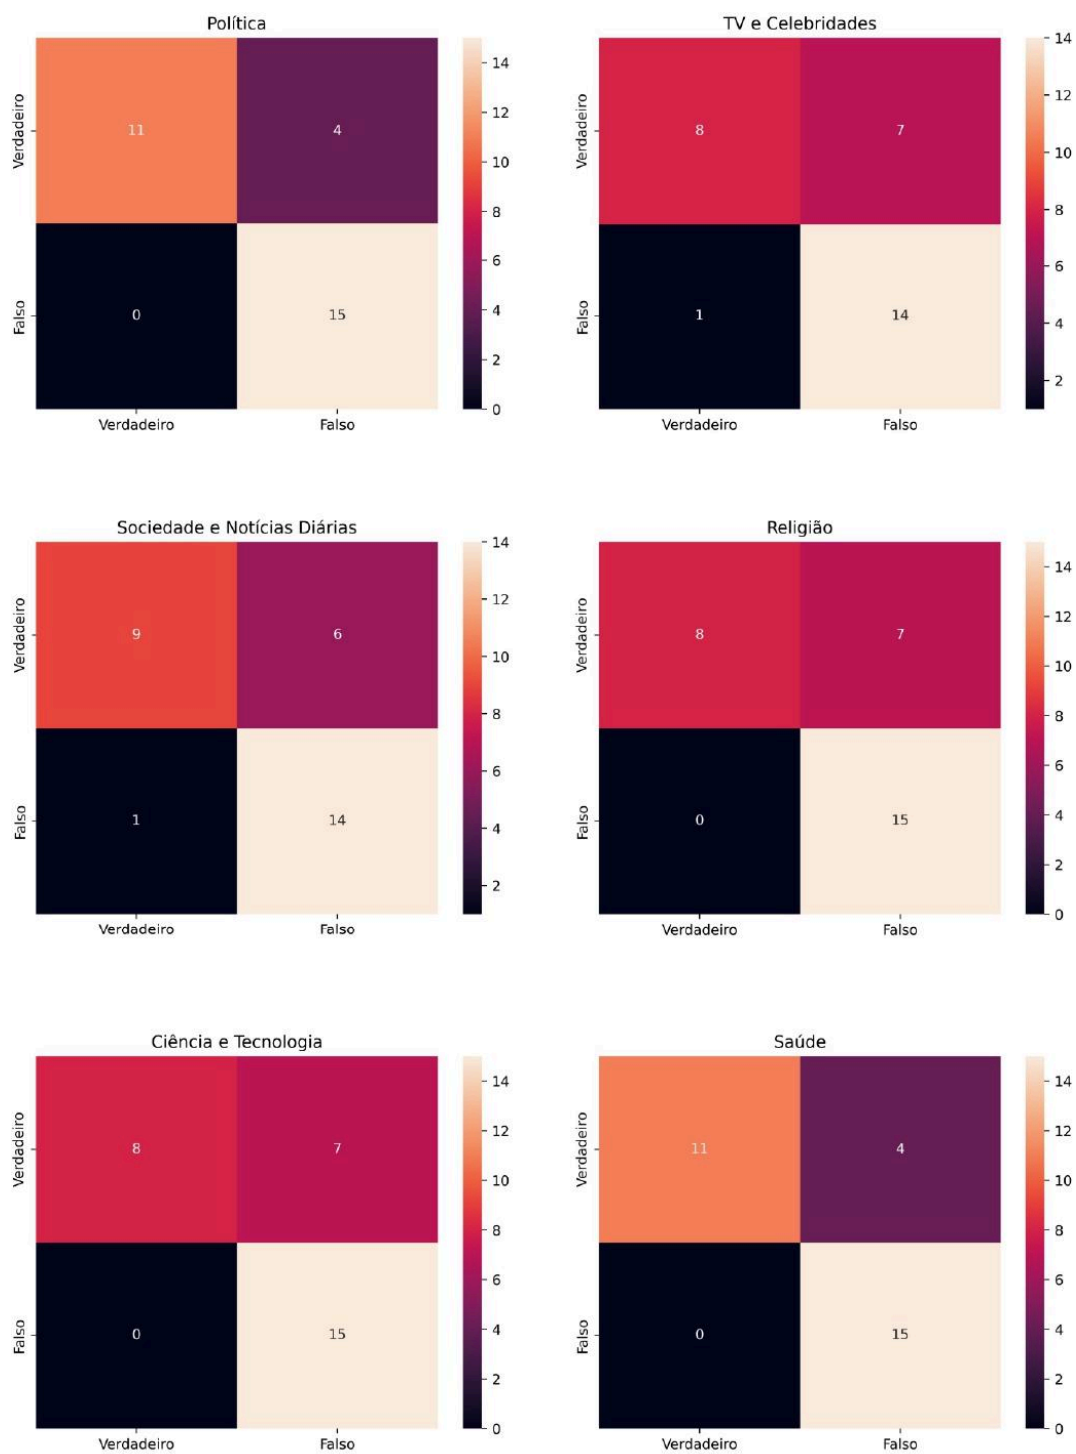 Política
Verdadeiro
Falso
11
4
0
15
Verdadeiro
Falso
14
12
10
8
6
4
2
0
TV e Celebridades
Verdadeiro
Falso
8
7
1
14
Verdadeiro
Falso
14
12
10
8
6
4
2
Sociedade e Notícias Diárias
Verdadeiro
Falso
9
6
1
14
Verdadeiro
Falso
14
12
10
8
6
4
2
Religião
Verdadeiro
Falso
8
7
0
15
Verdadeiro
Falso
14
12
10
8
6
4
2
0
Ciência e Tecnologia
Verdadeiro
Falso
8
7
0
15
Verdadeiro
Falso
14
12
10
8
6
4
2
0
Saúde
Verdadeiro
Falso
11
4
0
15
Verdadeiro
Falso
14
12
10
8
6
4
2
0